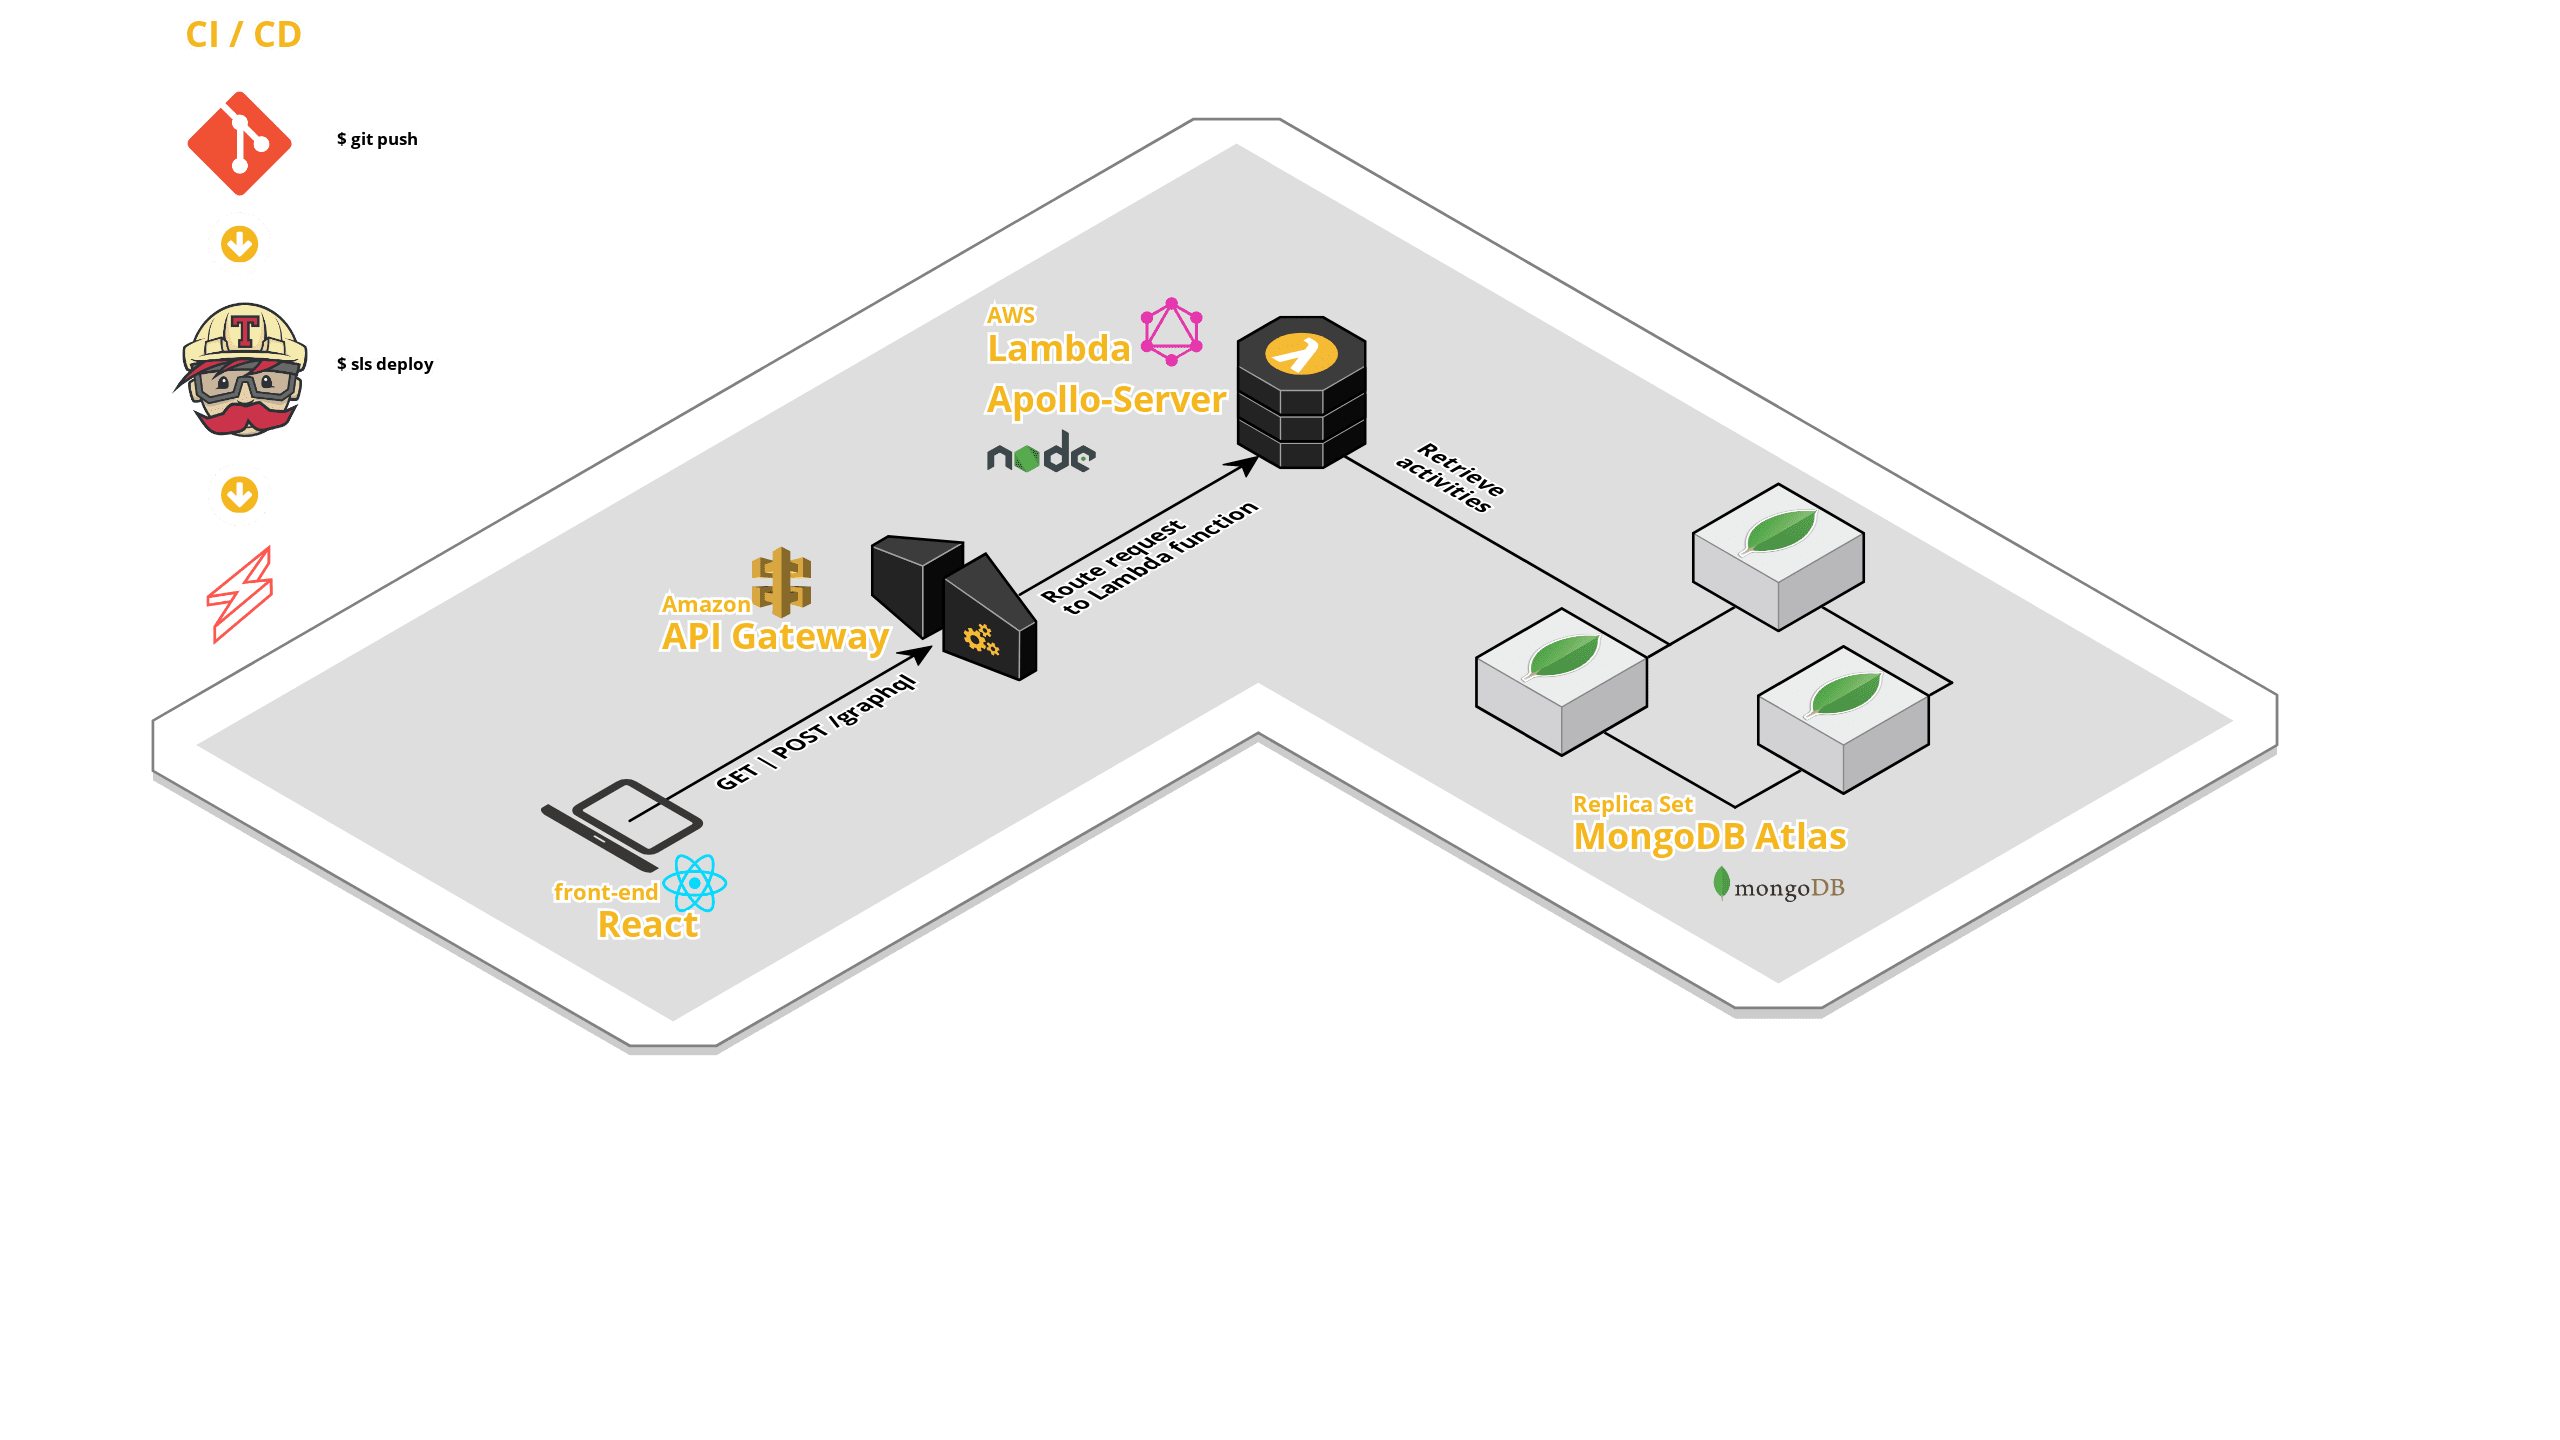 CI / CD
$ git push
$ sls deploy
T
AWS
Lambda
Apollo-Server
node
Retrieve
activities
Route request
to Lambda function
Amazon
API Gateway
GET | POST /graphql
front-end
React
Replica Set
MongoDB Atlas
mongoDB